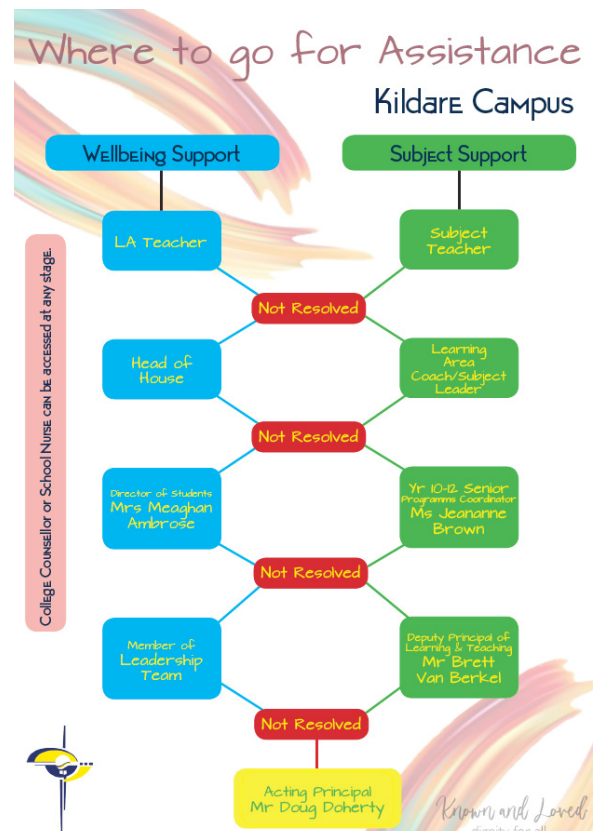 Where to go for Assistance
Kildare Campus
Wellbeing Support
Subject Support
LA Teacher
Subject
Teacher
Not Resolved
Head of
House
Learning
Area
Coach/Subject
Leader
Not Resolved
Director of Students
Mrs Meaghan
Ambrose
Yr 10-12 Senior
Programms Coordinator
Ms Jeananne
Brown
Not Resolved
Member of
Leadership
Team
Deputy Principal of
Learning & Teaching
Mr Brett
Van Berkel
Not Resolved
Acting Principal
Mr Doug Doherty
College Counsellor or School Nurse can be accessed at any stage.
Known and Loved
dignity for all